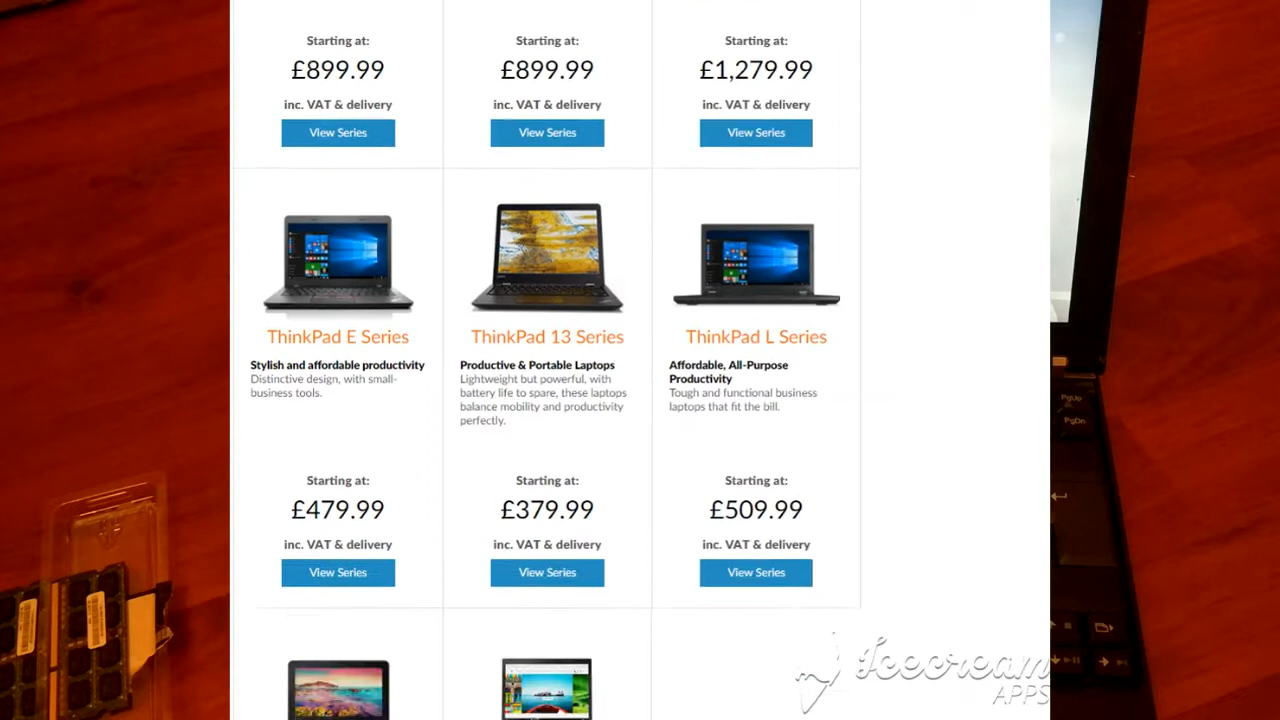 Starting at:
£899.99
inc. VAT & delivery
View Series
Starting at:
£899.99
inc. VAT & delivery
View Series
Starting at:
£1,279.99
inc. VAT & delivery
View Series
ThinkPad E Series
Stylish and affordable productivity
Distinctive design, with small-
business tools.
Starting at:
£479.99
inc. VAT & delivery
View Series
ThinkPad 13 Series
Productive & Portable Laptops
Lightweight but powerful, with
battery life to spare, these laptops
balance mobility and productivity
perfectly.
Starting at:
£379.99
inc. VAT & delivery
View Series
ThinkPad L Series
Affordable, All-Purpose
Productivity
Tough and functional business
laptops that fit the bill.
Starting at:
£509.99
inc. VAT & delivery
View Series
PgUp
PgDn
Icecream
APPS